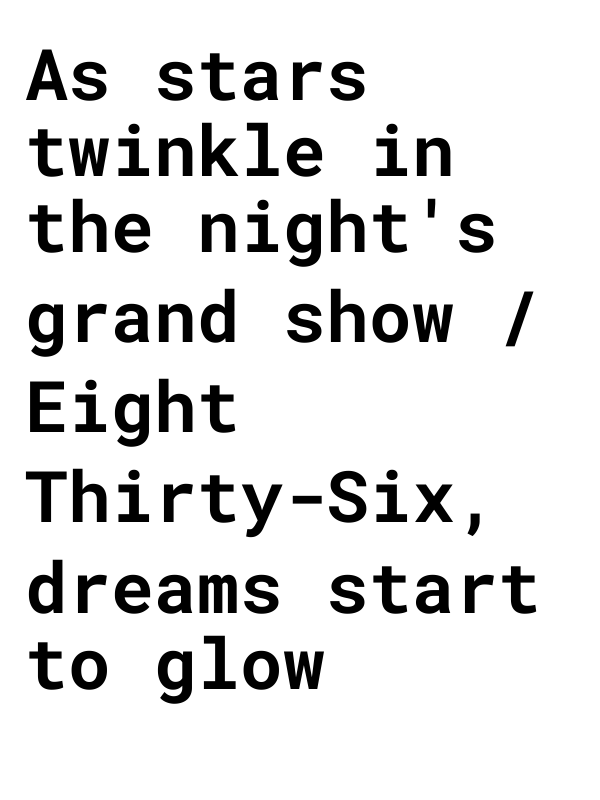 As stars
twinkle in
the night's
grand show /
Eight
Thirty-Six,
dreams start
to glow